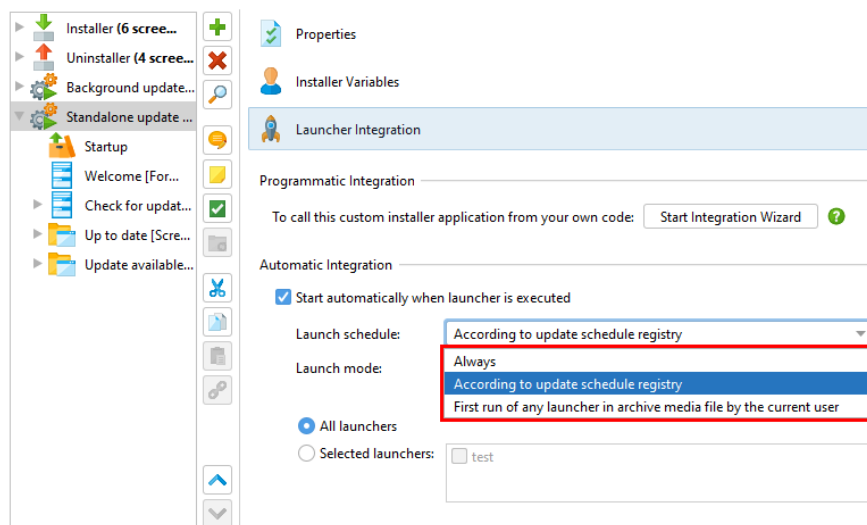 Installer (6 scree...
Uninstaller (4 scree...
Background update...
Standalone update ...
Startup
Welcome [For...
Check for updat...
Up to date [Scre...
Update available...
Properties
Installer Variables
Launcher Integration
Programmatic Integration
To call this custom installer application from your own code: Start Integration Wizard ?
Automatic Integration
Start automatically when launcher is executed
Launch schedule: According to update schedule registry
Launch mode:
Always
According to update schedule registry
First run of any launcher in archive media file by the current user
All launchers
Selected launchers: test